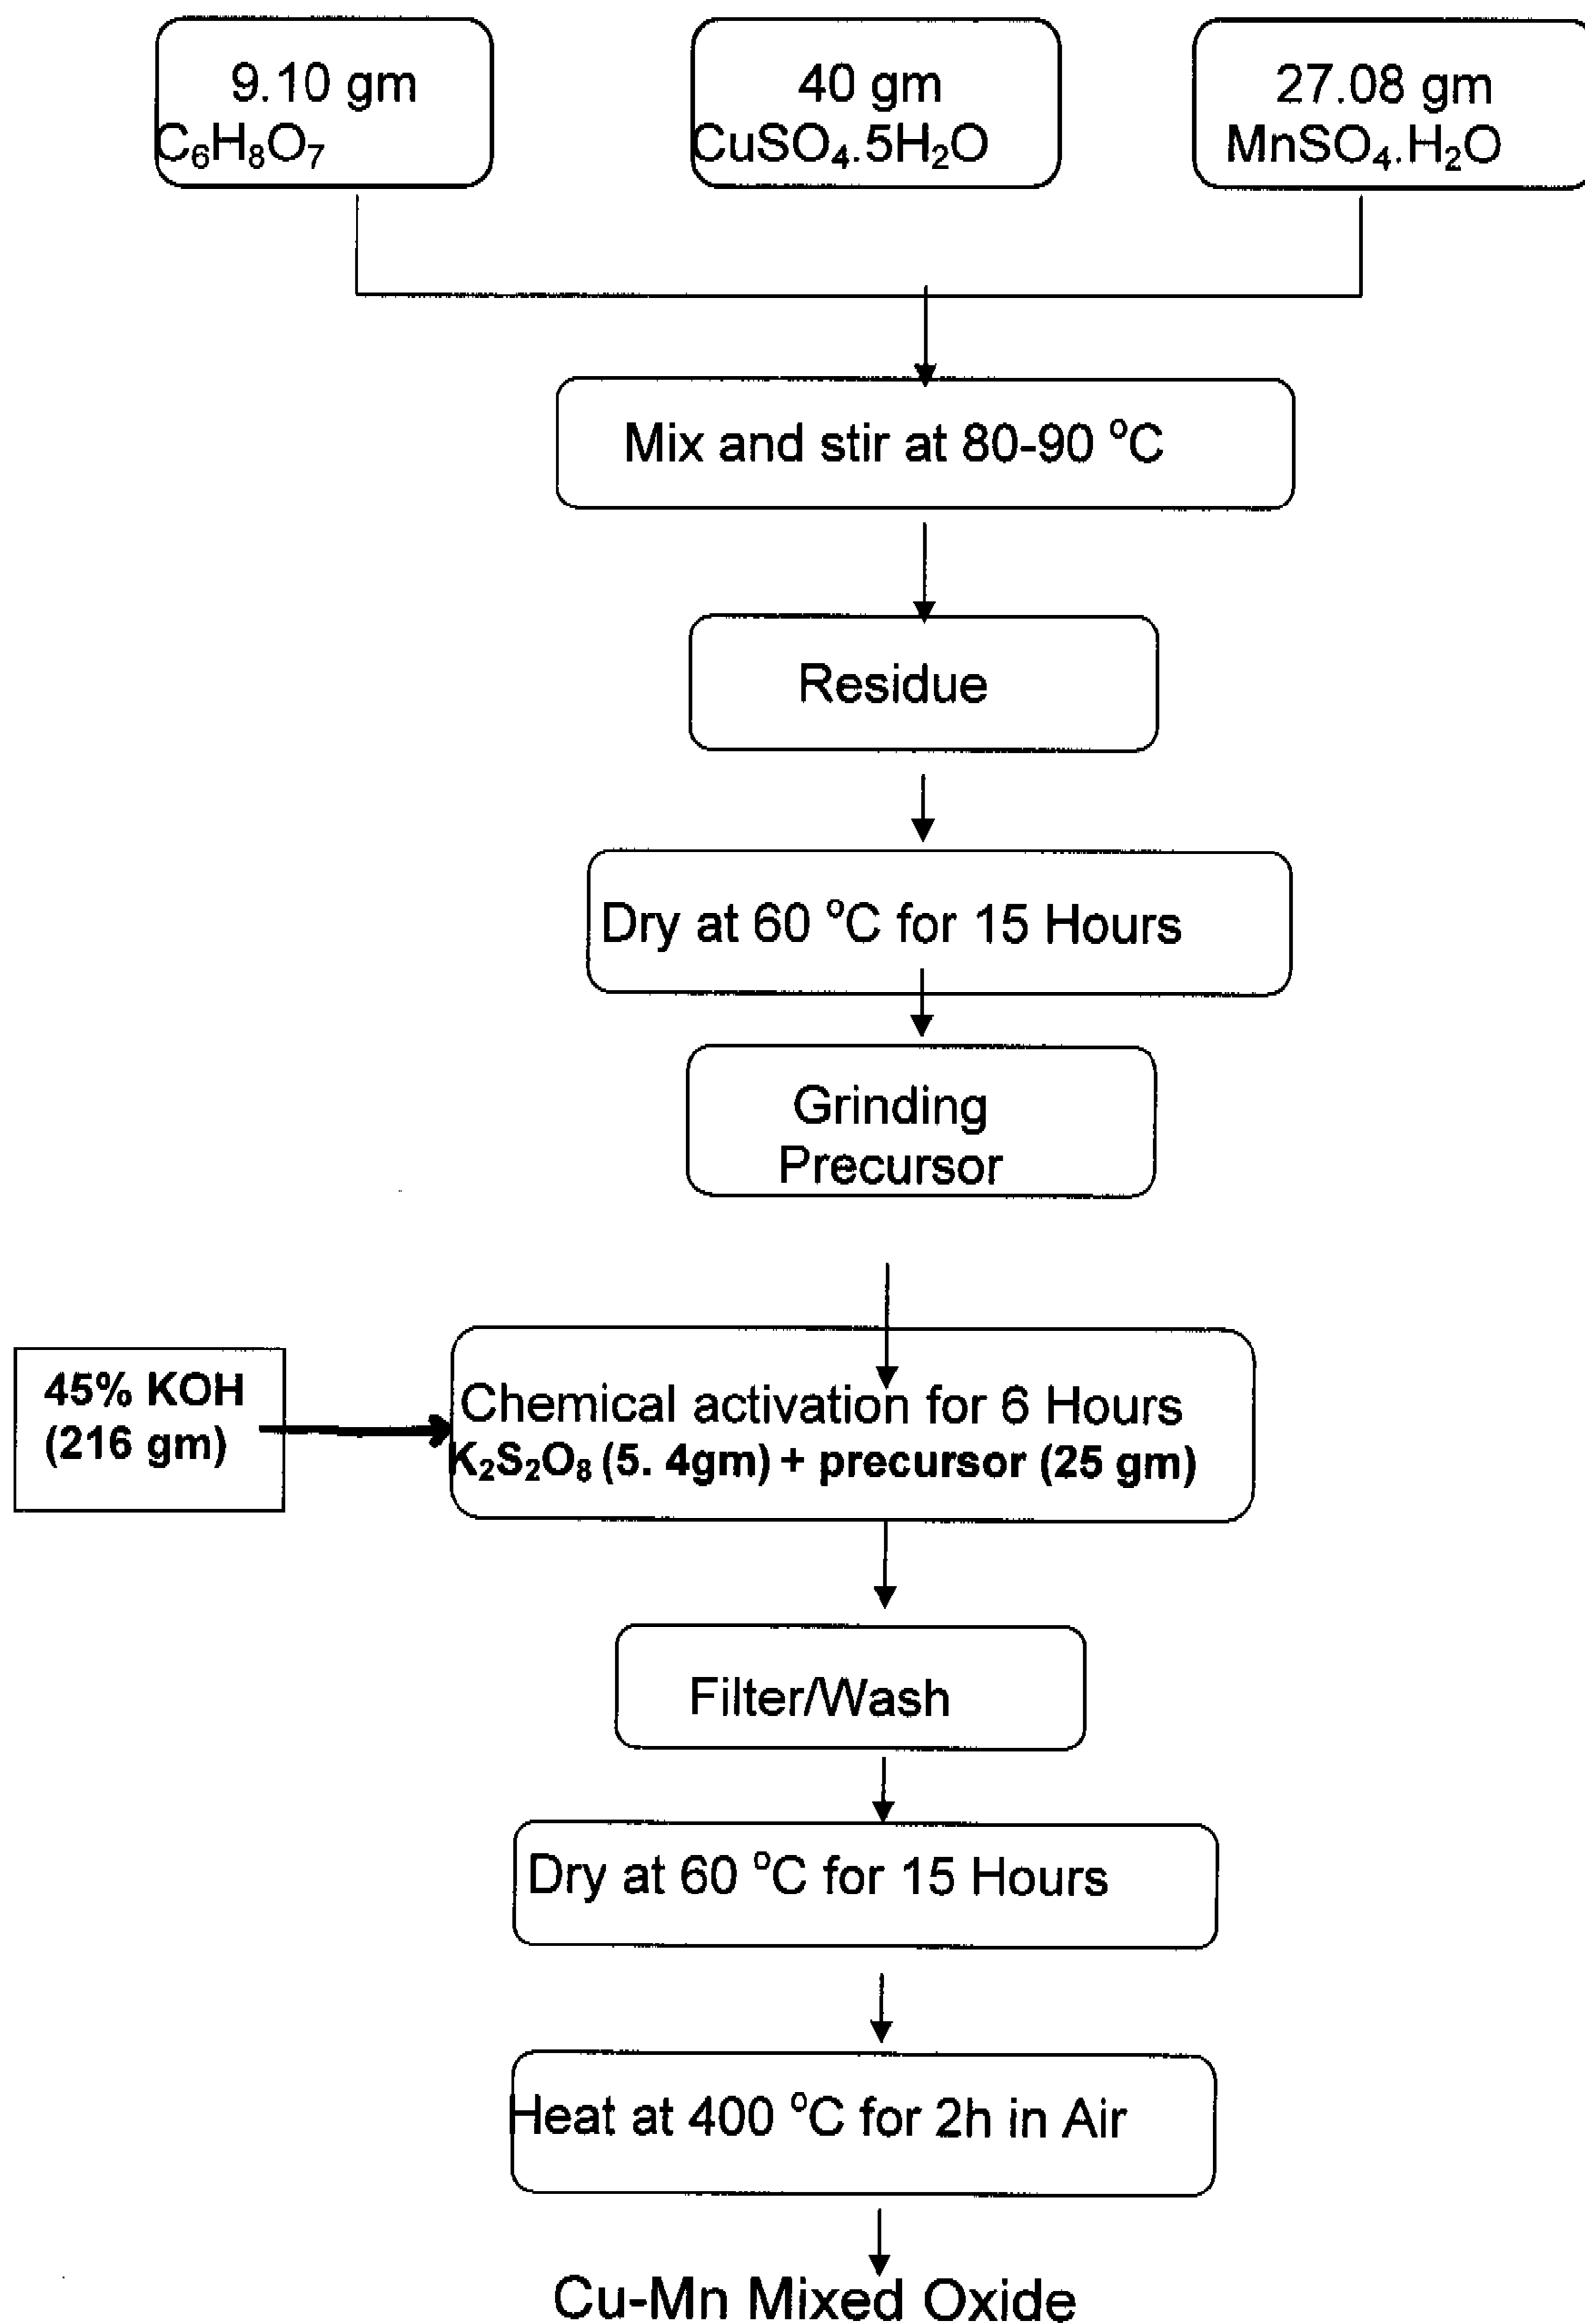 9.10 gm
C₆H₈O₇
40 gm
CuSO₄.5H₂O
27.08 gm
MnSO₄.H₂O
Mix and stir at 80-90 °C
Residue
Dry at 60 °C for 15 Hours
Grinding
Precursor
45% KOH
(216 gm)
Chemical activation for 6 Hours
K₂S₂O₈ (5. 4gm) + precursor (25 gm)
Filter/Wash
Dry at 60 °C for 15 Hours
Heat at 400 °C for 2h in Air
Cu-Mn Mixed Oxide